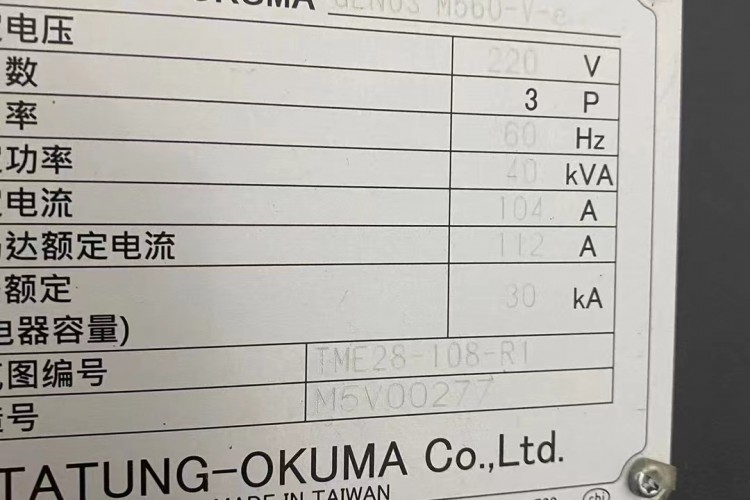 OKUMA GENOS M560-V-e
电压 220 V
数 3 P
率 60 Hz
功率 40 kVA
电流 104 A
达额定电流 112 A
额定 30 kA
电器容量)
图编号 TME28-108-R1
号 M5V00277
TATUNG-OKUMA Co.,Ltd.
MADE IN TAIWAN